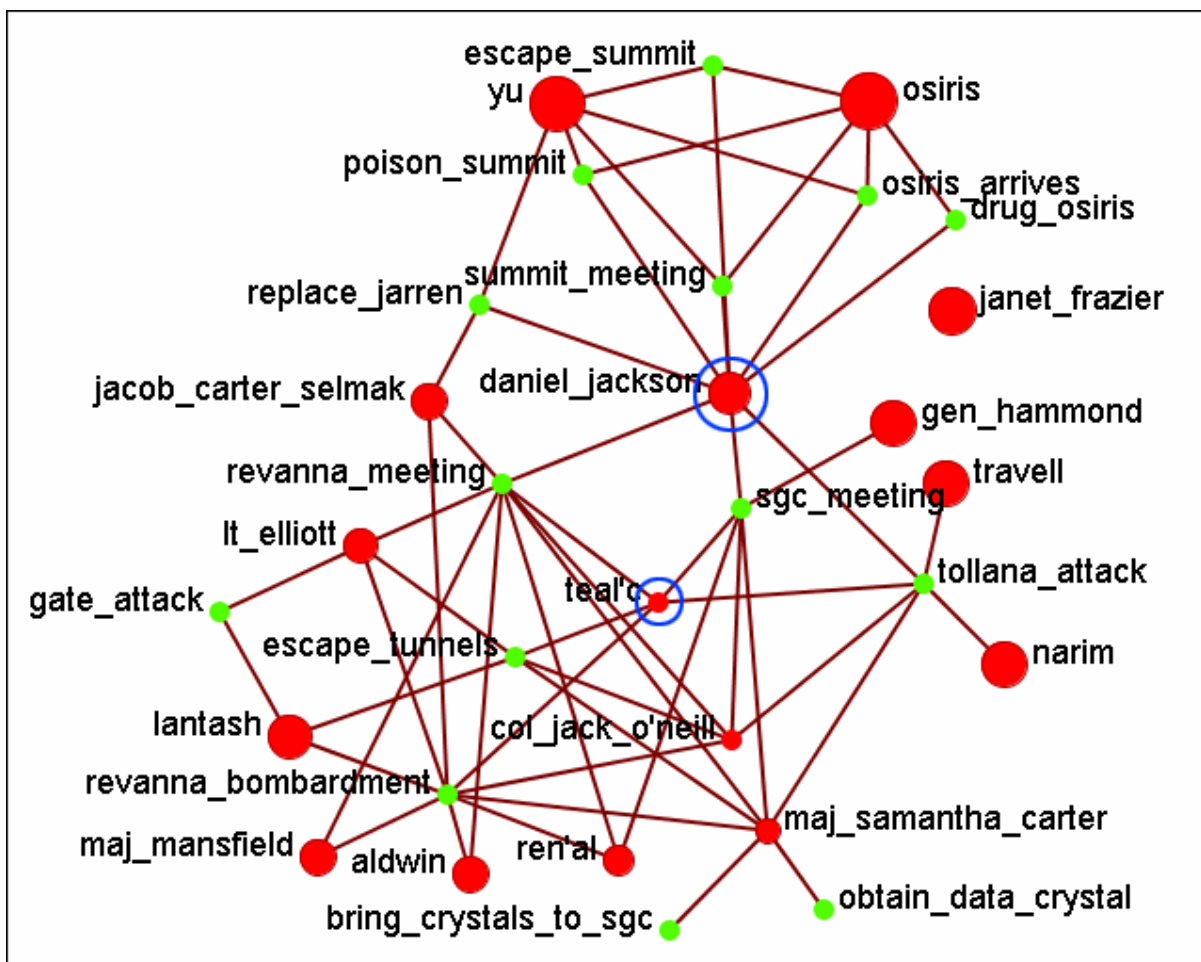 escape_summit
yu
osiris
poison_summit
osiris_arrives
drug_osiris
summit_meeting
replace_jarren
janet_frazier
daniel_jackson
jacob_carter_selmak
gen_hammond
revanna_meeting
travell
sgc_meeting
lt_elliott
tollana_attack
teal'c
gate_attack
escape_tunnels
narim
lantash
col_jack_o'neill
revanna_bombardment
maj_samantha_carter
maj_mansfield
aldwin
ren'al
obtain_data_crystal
bring_crystals_to_sgc